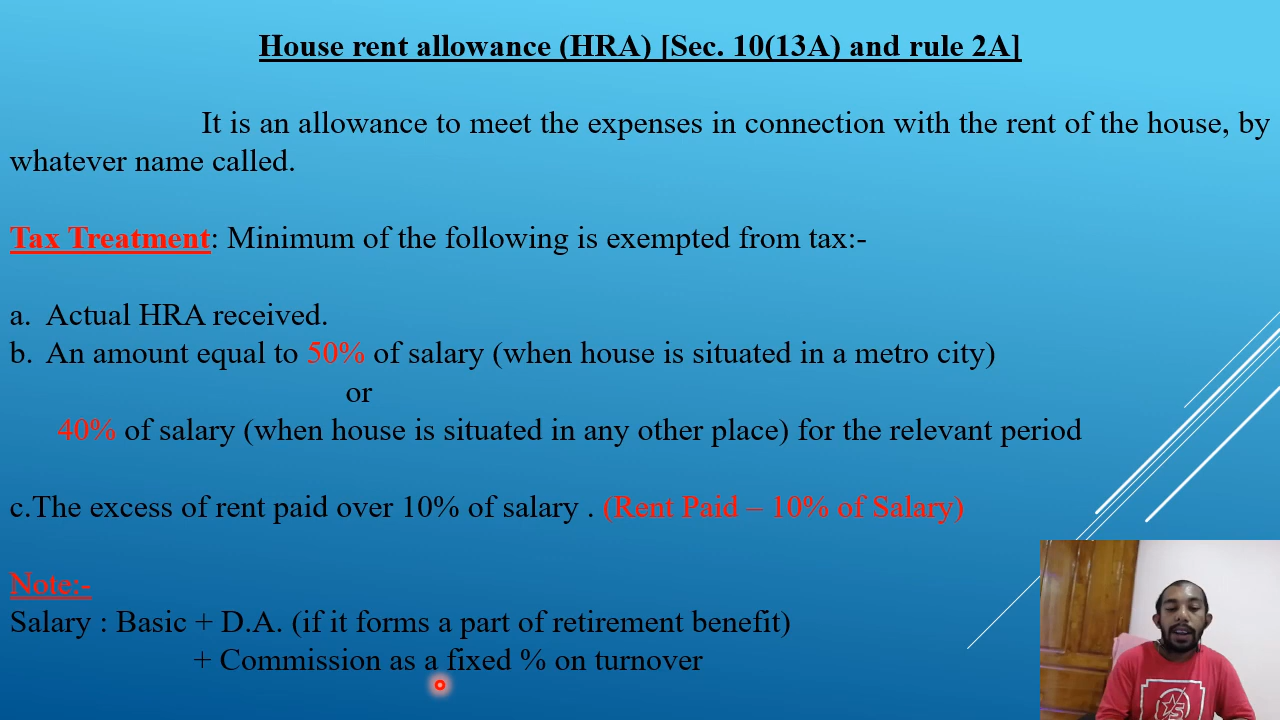 House rent allowance (HRA) [Sec. 10(13A) and rule 2A]
It is an allowance to meet the expenses in connection with the rent of the house, by
whatever name called.
Tax Treatment: Minimum of the following is exempted from tax:-
a. Actual HRA received.
b. An amount equal to 50% of salary (when house is situated in a metro city)
or
40% of salary (when house is situated in any other place) for the relevant period
c.The excess of rent paid over 10% of salary . (Rent Paid – 10% of Salary)
Note:-
Salary : Basic + D.A. (if it forms a part of retirement benefit)
+ Commission as a fixed % on turnover